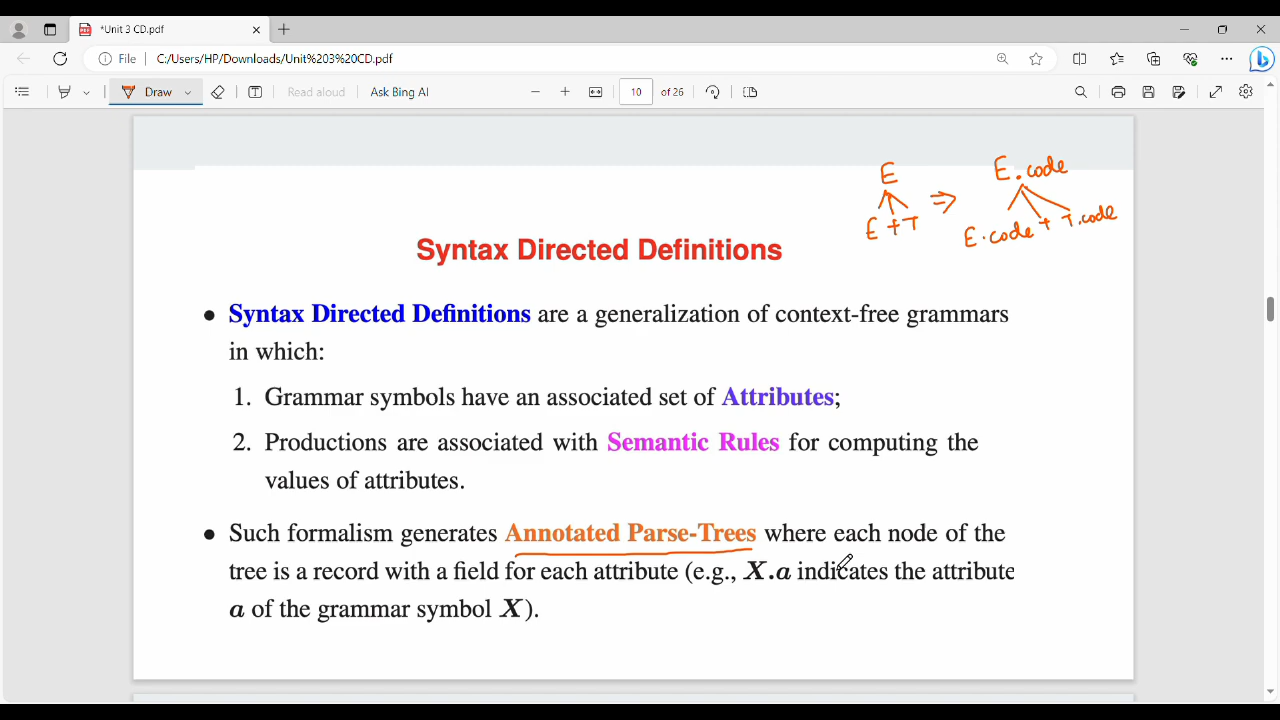 *Unit 3 CD.pdf
File
C:/Users/HP/Downloads/Unit%203%20CD.pdf
Draw
Read aloud
Ask Bing AI
10 of 26
E ⇒ E.code
E + T E.code + T.code
Syntax Directed Definitions
• Syntax Directed Definitions are a generalization of context-free grammars
in which:
1. Grammar symbols have an associated set of Attributes;
2. Productions are associated with Semantic Rules for computing the
values of attributes.
• Such formalism generates Annotated Parse-Trees where each node of the
tree is a record with a field for each attribute (e.g., X.a indicates the attribute
a of the grammar symbol X).